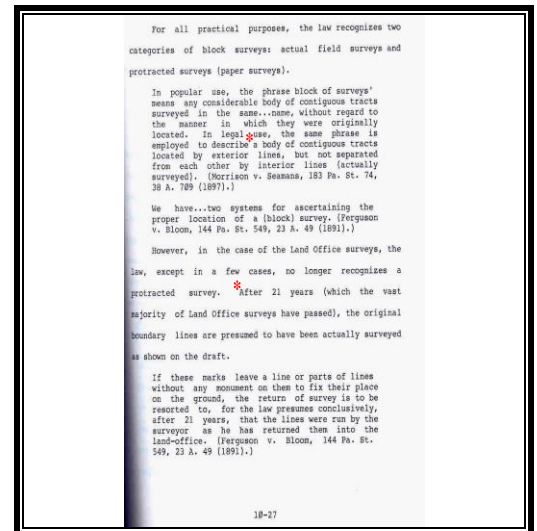 For all practical purposes, the law recognizes two
categories of block surveys: actual field surveys and
protracted surveys (paper surveys).
In popular use, the phrase block of surveys'
means any considerable body of contiguous tracts
surveyed in the same...name, without regard to
the manner in which they were originally
located. In legal * use, the same phrase is
employed to describe a body of contiguous tracts
located by exterior lines, but not separated
from each other by interior lines (actually
surveyed). (Morrison v. Seamans, 183 Pa. St. 74,
38 A. 709 (1897).)
We have...two systems for ascertaining the
proper location of a (block) survey. (Ferguson
v. Bloom, 144 Pa. St. 549, 23 A. 49 (1891).)
However, in the case of the Land Office surveys, the
law, except in a few cases, no longer recognizes a
protracted survey. *After 21 years (which the vast
majority of Land Office surveys have passed), the original
boundary lines are presumed to have been actually surveyed
as shown on the draft.
If these marks leave a line or parts of lines
without any monument on them to fix their place
on the ground, the return of survey is to be
resorted to, for the law presumes conclusively,
after 21 years, that the lines were run by the
surveyor as he has returned them into the
land-office. (Ferguson v. Bloom, 144 Pa. St.
549, 23 A. 49 (1891).)
10-27